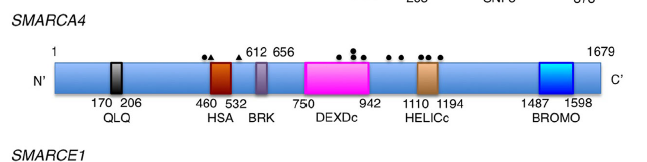 SMARCA4
1 612 656 1679
N' C'
170 206 460 532 750 942 1110 1194 1487 1598
QLQ HSA BRK DEXDc HELICc BROMO
SMARCE1